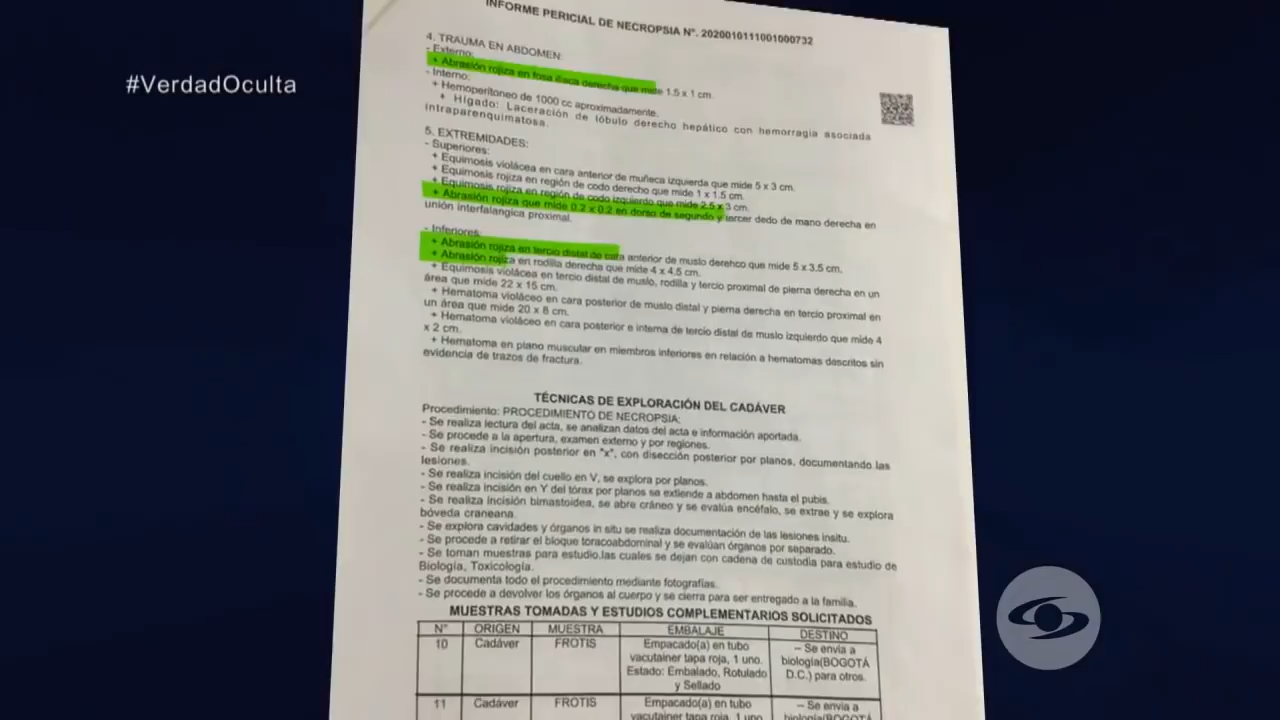 INFORME PERICIAL DE NECROPSIA N°. 2020010111001000732
#VerdadOculta
4. TRAUMA EN ABDOMEN:
- Externo:
+ Abrasión rojiza en fosa iliaca derecha que mide 1.5 x 1 cm.
- Interno:
+ Hemoperitoneo de 1000 cc aproximadamente.
+ Hígado: Laceración de lóbulo derecho hepático con hemorragia asociada
intraparenquimatosa.
5. EXTREMIDADES:
- Superiores:
+ Equimosis violácea en cara anterior de muñeca izquierda que mide 5 x 3 cm.
+ Equimosis rojiza en región de codo derecho que mide 1 x 1.5 cm.
+ Equimosis rojiza en región de codo izquierdo que mide 2.5 x 3 cm.
+ Abrasión rojiza que mide 0.2 x 0.2 en dorso de segundo y tercer dedo de mano derecha en
unión interfalangica proximal.
- Inferiores:
+ Abrasión rojiza en tercio distal de cara anterior de muslo derehco que mide 5 x 3.5 cm.
+ Abrasión rojiza en rodilla derecha que mide 4 x 4.5 cm.
+ Equimosis violácea en tercio distal de muslo, rodilla y tercio proximal de pierna derecha en un
área que mide 22 x 15 cm.
+ Hematoma violáceo en cara posterior de muslo distal y pierna derecha en tercio proximal en
un área que mide 20 x 8 cm.
+ Hematoma violáceo en cara posterior e interna de tercio distal de muslo izquierdo que mide 4
x 2 cm.
+ Hematoma en plano muscular en miembros inferiores en relación a hematomas descritos sin
evidencia de trazos de fractura.
TÉCNICAS DE EXPLORACIÓN DEL CADÁVER
Procedimiento: PROCEDIMIENTO DE NECROPSIA:
- Se realiza lectura del acta, se analizan datos del acta e información aportada.
- Se procede a la apertura, examen externo y por regiones.
- Se realiza incisión posterior en "x", con disección posterior por planos, documentando las
lesiones.
- Se realiza incisión del cuello en V, se explora por planos.
- Se realiza incisión en Y del tórax por planos se extiende a abdomen hasta el pubis.
- Se realiza Incisión bimastoidea, se abre cráneo y se evalúa encéfalo, se extrae y se explora
bóveda craneana.
- Se explora cavidades y órganos in situ se realiza documentación de las lesiones insitu.
- Se procede a retirar el bloque toracoabdominal y se evalúan órganos por separado.
- Se toman muestras para estudio.las cuales se dejan con cadena de custodia para estudio de
Biología, Toxicología.
- Se documenta todo el procedimiento mediante fotografías.
- Se procede a devolver los órganos al cuerpo y se cierra para ser entregado a la familia.
MUESTRAS TOMADAS Y ESTUDIOS COMPLEMENTARIOS SOLICITADOS
N° ORIGEN MUESTRA EMBALAJE DESTINO
10 Cadáver FROTIS Empacado(a) en tubo – Se envia a
vacutainer tapa roja, 1 uno. biología(BOGOTÁ
Estado: Embalado, Rotulado D.C.) para otros.
y Sellado
11 Cadáver FROTIS Empacado(a) en tubo – Se envia a
vacutainer tapa roja, 1 uno. biología(BOGOTÁ